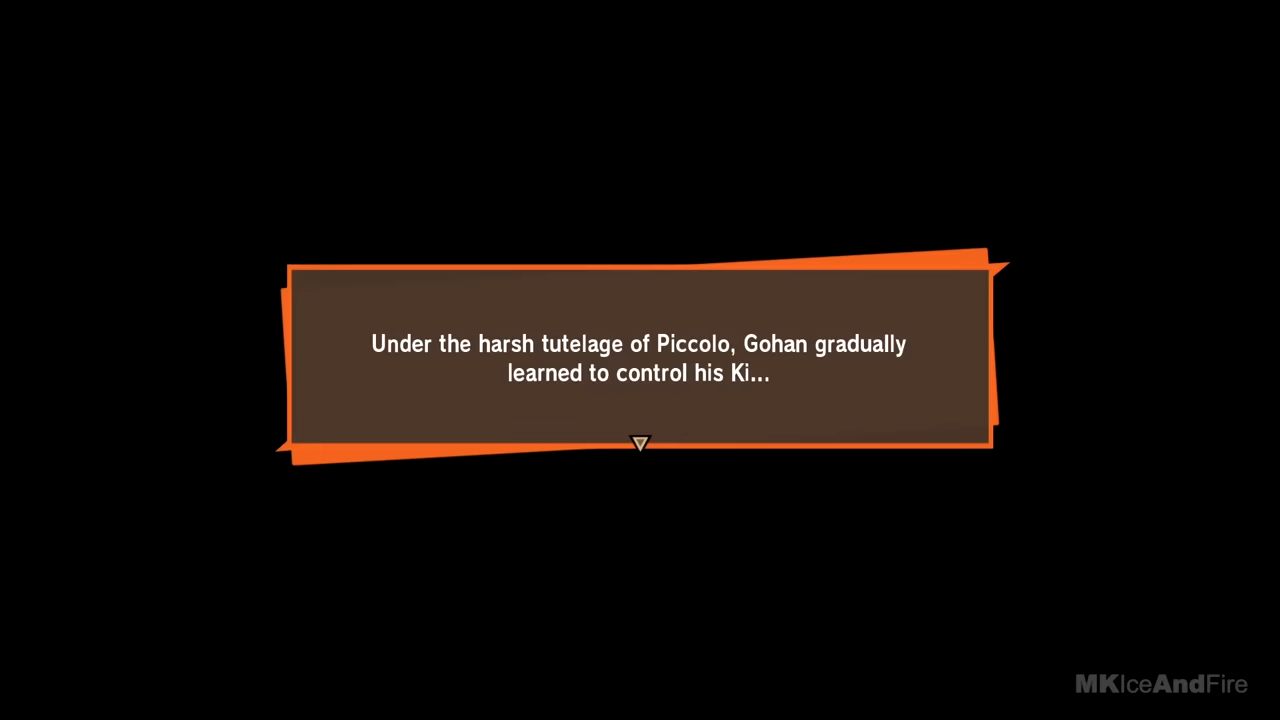 Under the harsh tutelage of Piccolo, Gohan gradually
learned to control his Ki...
MKIceAndFire